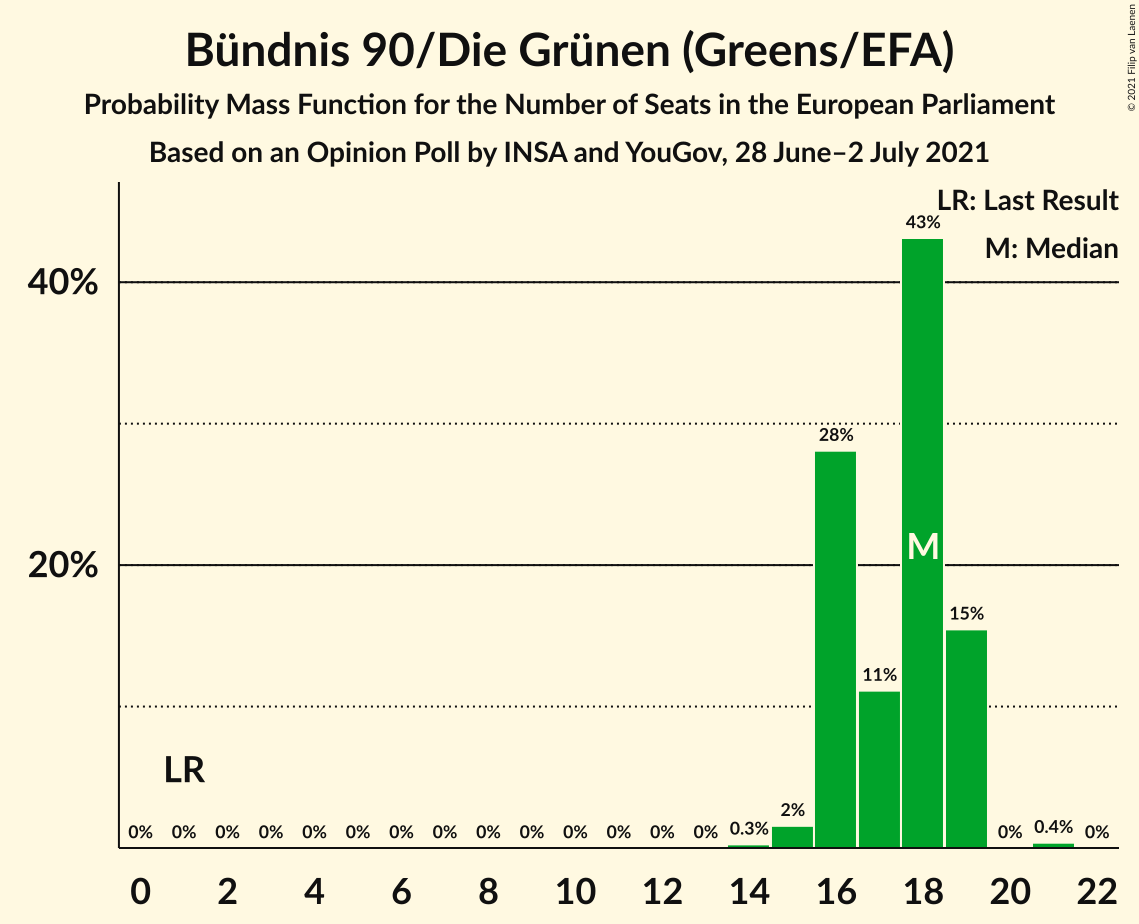 Bündnis 90/Die Grünen (Greens/EFA)
Probability Mass Function for the Number of Seats in the European Parliament
Based on an Opinion Poll by INSA and YouGov, 28 June–2 July 2021
© 2021 Filip van Laenen
LR: Last Result
M: Median
43%
40%
28%
M
20%
15%
11%
LR
0% 0% 0% 0% 0% 0% 0% 0% 0% 0% 0% 0% 0% 0% 0.3% 2% 0% 0.4% 0%
0 2 4 6 8 10 12 14 16 18 20 22